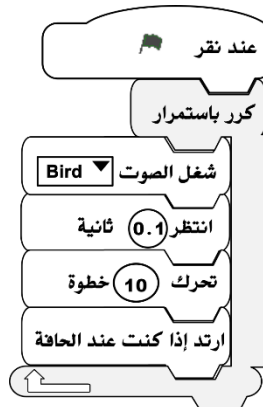 عند نقر
كرر باستمرار
شغل الصوت Bird
انتظر 0.1 ثانية
تحرك 10 خطوة
ارتد إذا كنت عند الحافة